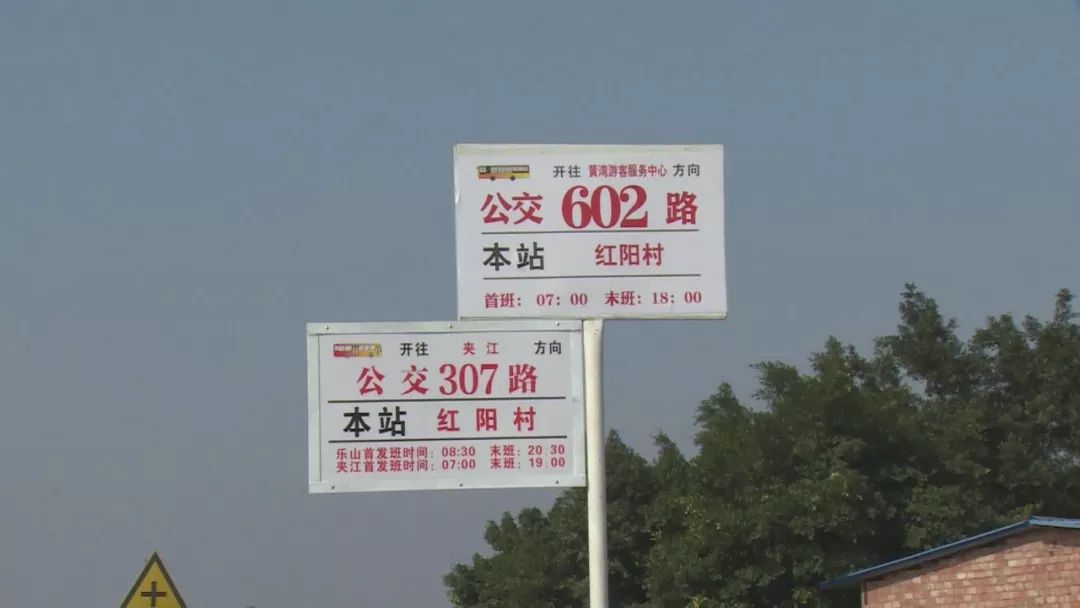 开往 黄湾游客服务中心 方向
公交 602 路
本站 红阳村
首班: 07: 00 末班: 18: 00
开往 夹江 方向
公交 307 路
本站 红阳村
乐山首发班时间: 08:30 末班: 20 30
夹江首发班时间: 07:00 末班: 19:00